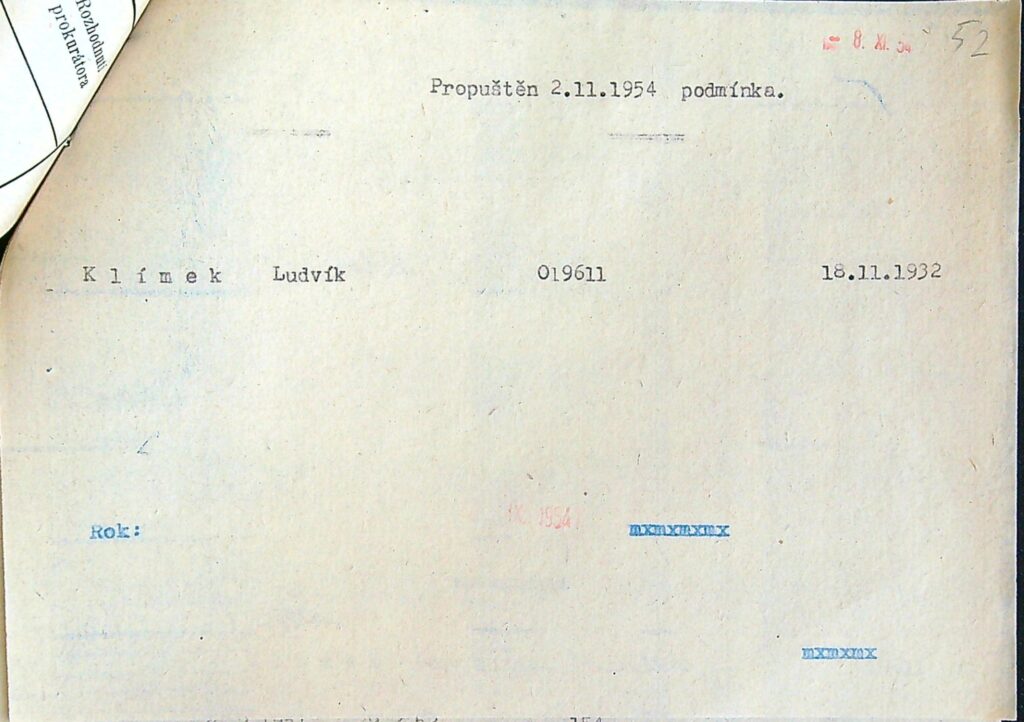 Rozhodnutí
prokurátora
- 8. XI. 54 52
Propuštěn 2.11.1954 podmínka.
Klímek Ludvík 019611 18.11.1932
1954
Rok: mxmxmxmx
mxmxmx